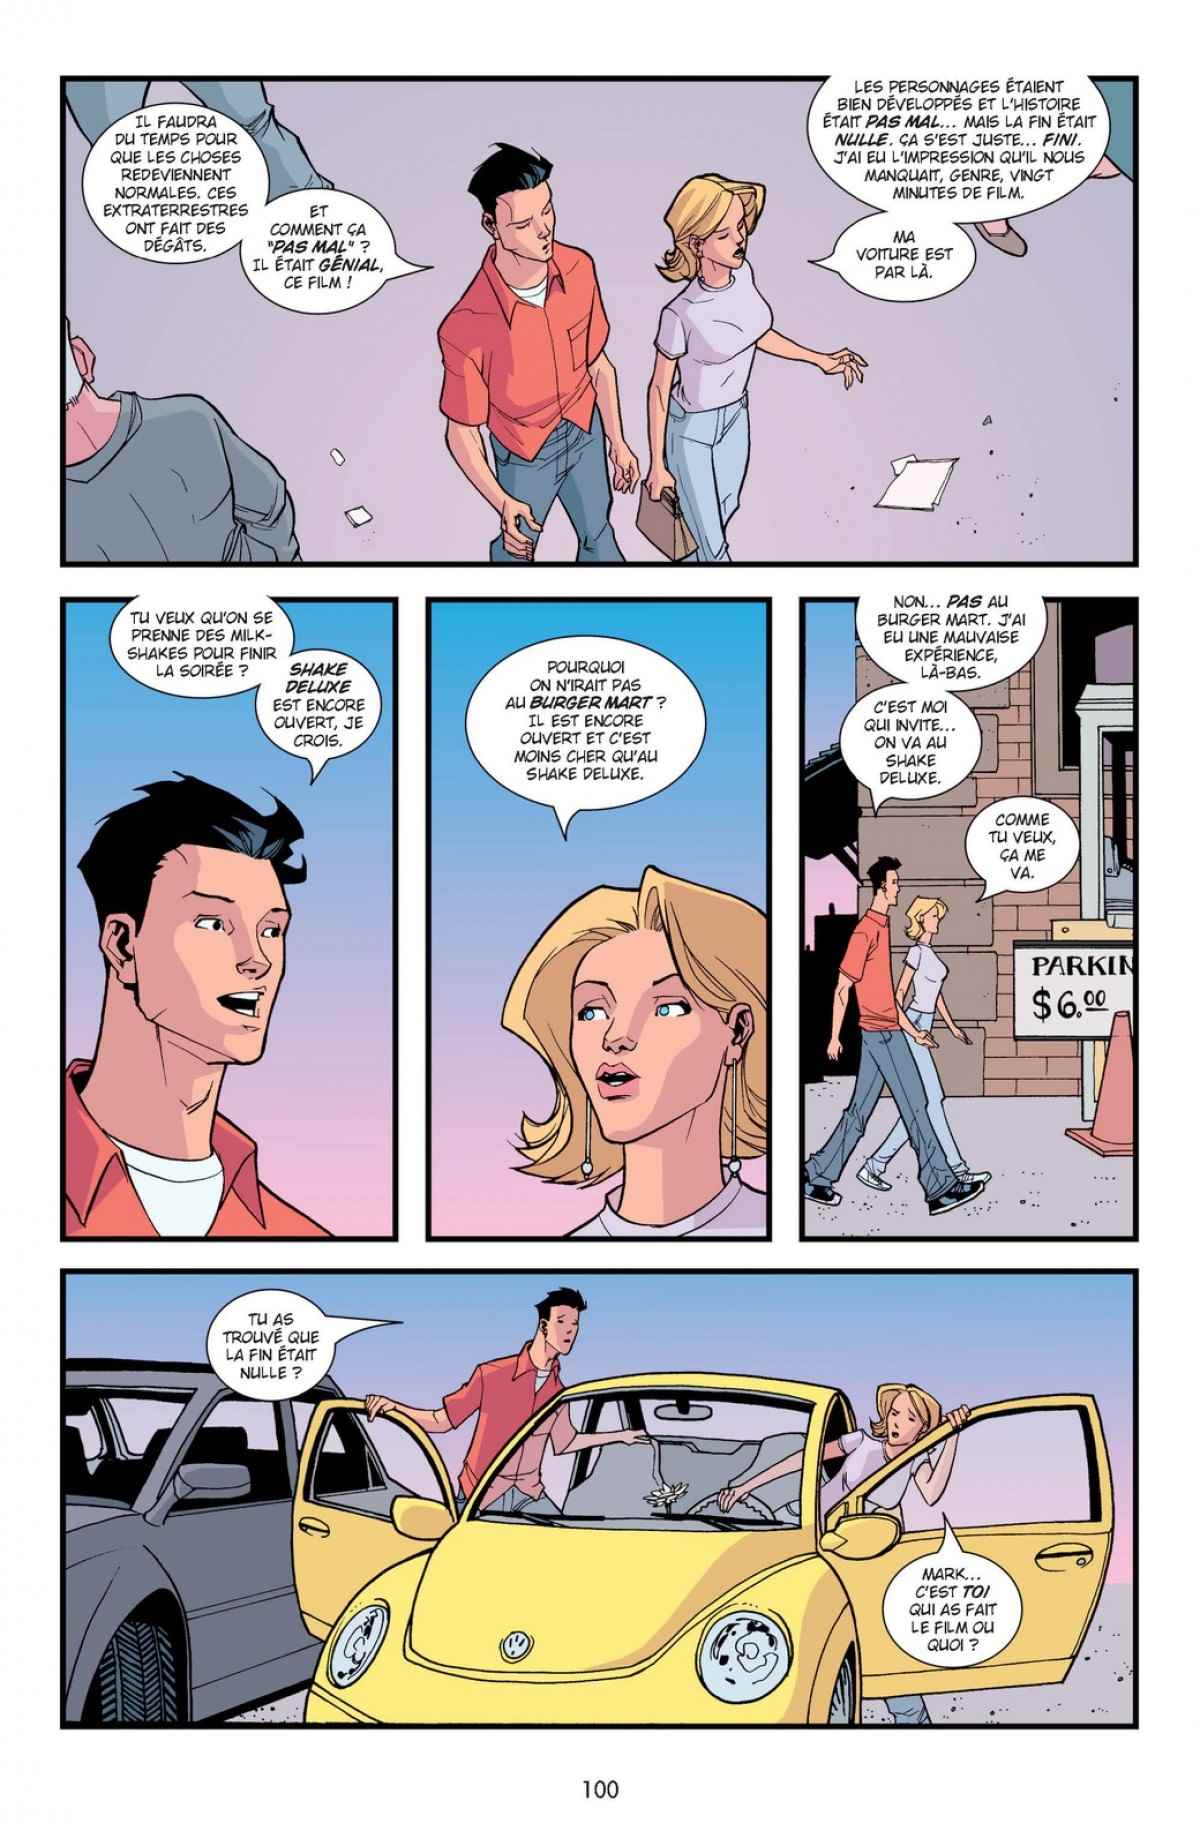 IL FAUDRA
DU TEMPS POUR
QUE LES CHOSES
REDEVIENNENT
NORMALES. CES
EXTRATERRESTRES
ONT FAIT DES
DÉGÂTS.
ET
COMMENT ÇA
"PAS MAL" ?
IL ÉTAIT GÉNIAL,
CE FILM !
LES PERSONNAGES ÉTAIENT
BIEN DÉVELOPPÉS ET L'HISTOIRE
ÉTAIT PAS MAL... MAIS LA FIN ÉTAIT
NULLE. ÇA S'EST JUSTE... FINI.
J'AI EU L'IMPRESSION QU'IL NOUS
MANQUAIT, GENRE, VINGT
MINUTES DE FILM.
MA
VOITURE EST
PAR LÀ.
TU VEUX QU'ON SE
PRENNE DES MILK-
SHAKES POUR FINIR
LA SOIRÉE ?
SHAKE
DELUXE
EST ENCORE
OUVERT, JE
CROIS.
POURQUOI
ON N'IRAIT PAS
AU BURGER MART ?
IL EST ENCORE
OUVERT ET C'EST
MOINS CHER QU'AU
SHAKE DELUXE.
NON... PAS AU
BURGER MART. J'AI
EU UNE MAUVAISE
EXPÉRIENCE,
LÀ-BAS.
C'EST MOI
QUI INVITE...
ON VA AU
SHAKE
DELUXE.
COMME
TU VEUX,
ÇA ME
VA.
PARKIN
$6.00
TU AS
TROUVÉ QUE
LA FIN ÉTAIT
NULLE ?
MARK...
C'EST TOI
QUI AS FAIT
LE FILM OU
QUOI ?
100